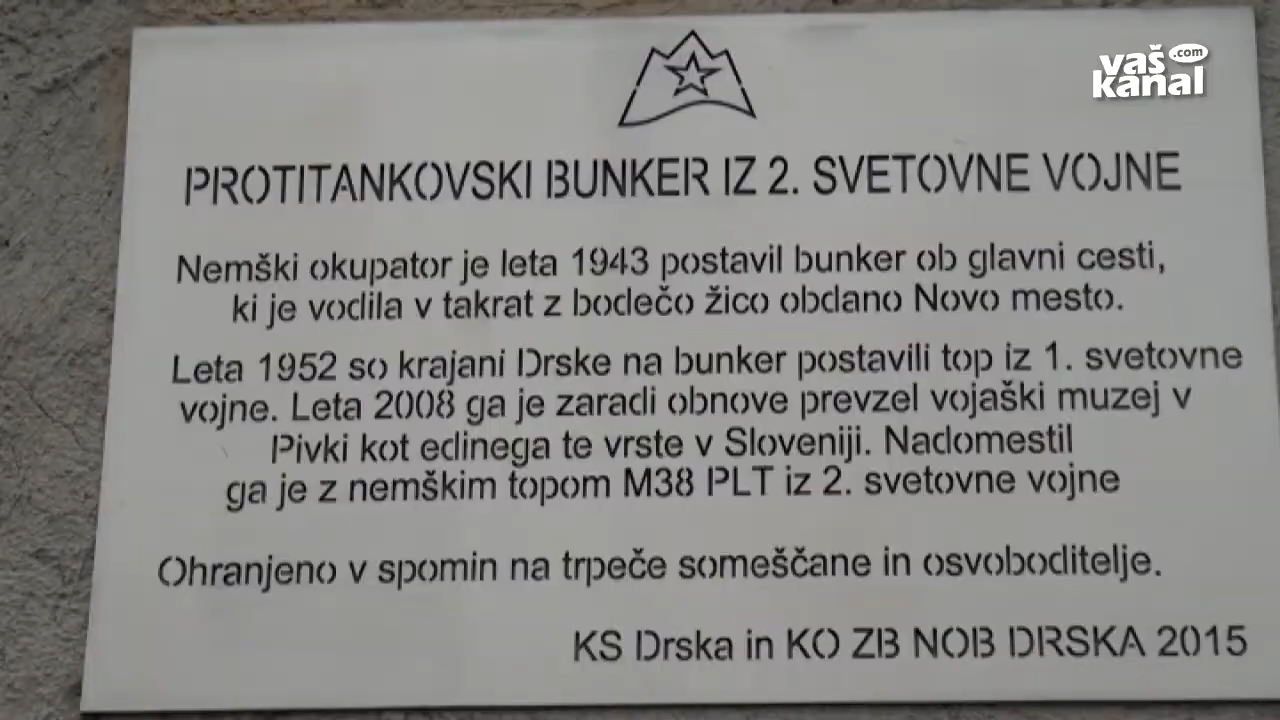 vaš .com
kanal
PROTITANKOVSKI BUNKER IZ 2. SVETOVNE VOJNE
Nemški okupator je leta 1943 postavil bunker ob glavni cesti,
ki je vodila v takrat z bodečo žico obdano Novo mesto.
Leta 1952 so krajani Drske na bunker postavili top iz 1. svetovne
vojne. Leta 2008 ga je zaradi obnove prevzel vojaški muzej v
Pivki kot edinega te vrste v Sloveniji. Nadomestil
ga je z nemškim topom M38 PLT iz 2. svetovne vojne
Ohranjeno v spomin na trpeče someščane in osvoboditelje.
KS Drska in KO ZB NOB DRSKA 2015